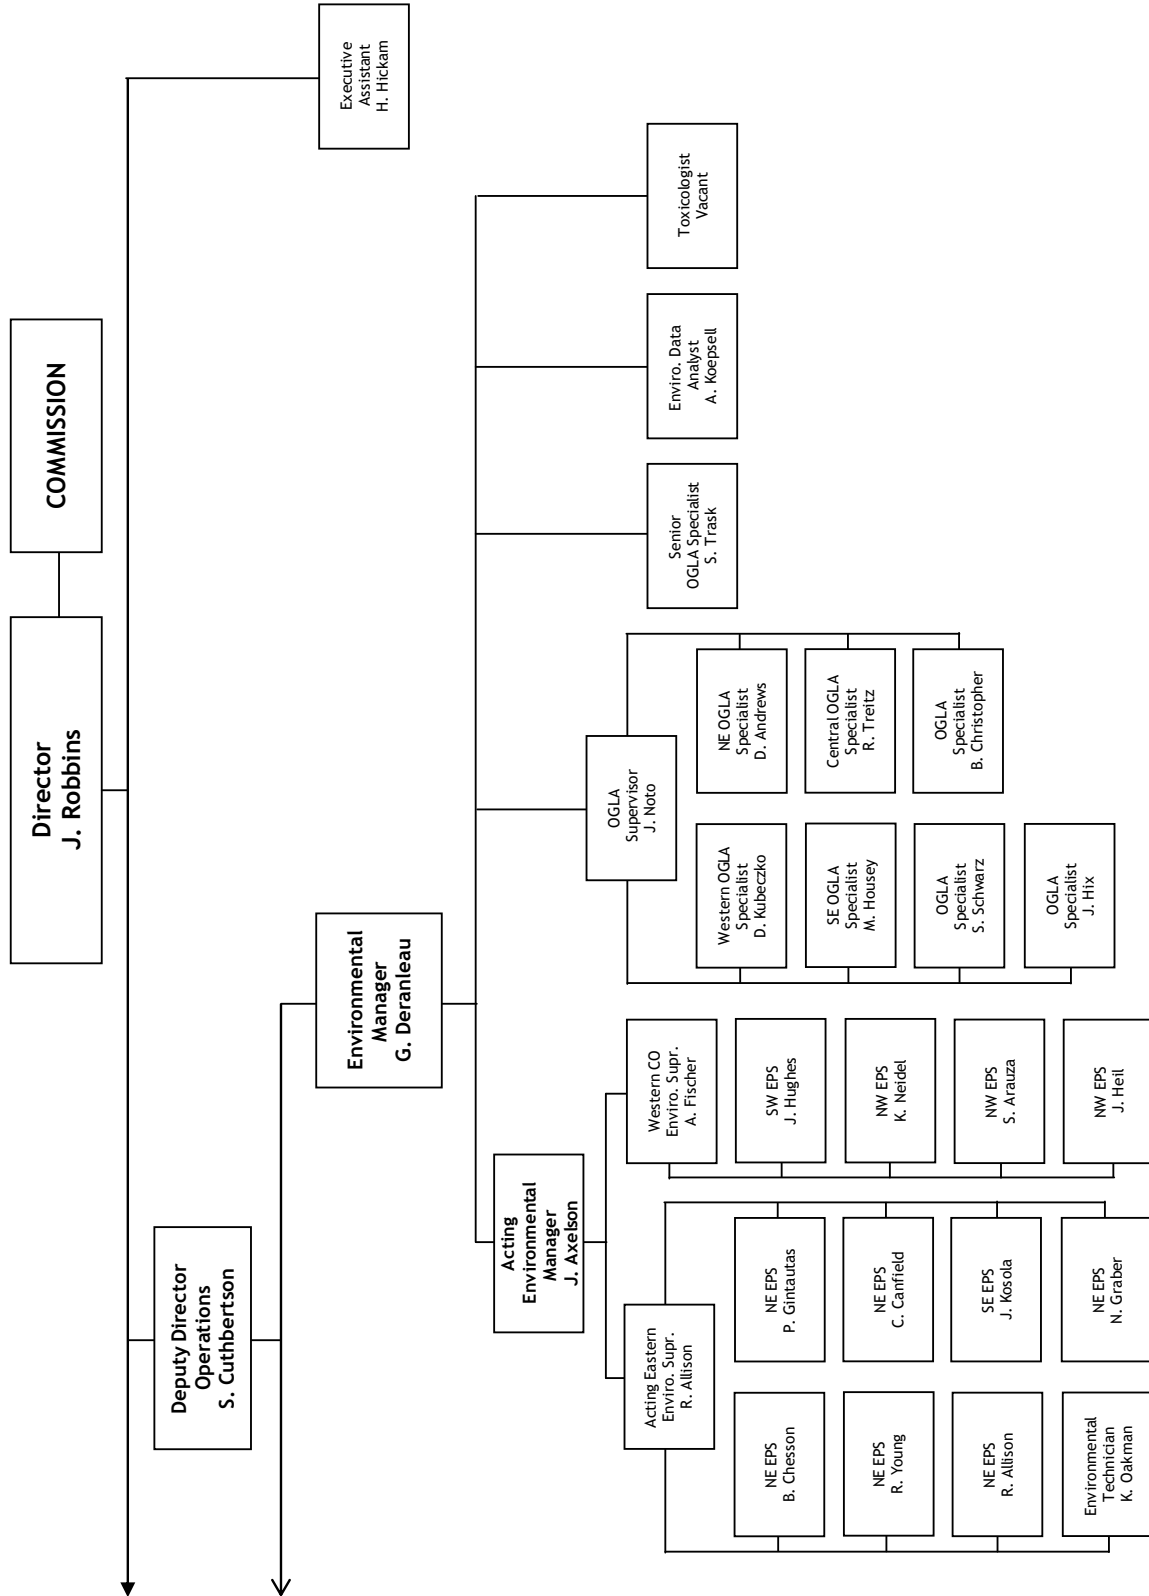 COMMISSION
Director
J. Robbins
Executive
Assistant
H. Hickam
Deputy Director
Operations
S. Cuthbertson
Environmental
Manager
G. Deranleau
Acting
Environmental
Manager
J. Axelson
OGLA
Supervisor
J. Noto
Senior
OGLA Specialist
S. Trask
Enviro. Data
Analyst
A. Koepsell
Toxicologist
Vacant
Acting Eastern
Enviro. Supr.
R. Allison
Western CO
Enviro. Supr.
A. Fischer
NE EPS
B. Chesson
NE EPS
P. Gintautas
NE EPS
R. Young
NE EPS
C. Canfield
NE EPS
R. Allison
SE EPS
J. Kosola
Environmental
Technician
K. Oakman
NE EPS
N. Graber
SW EPS
J. Hughes
NW EPS
K. Neidel
NW EPS
S. Arauza
NW EPS
J. Heil
Western OGLA
Specialist
D. Kubeczko
NE OGLA
Specialist
D. Andrews
SE OGLA
Specialist
M. Housey
Central OGLA
Specialist
R. Treitz
OGLA
Specialist
S. Schwarz
OGLA
Specialist
B. Christopher
OGLA
Specialist
J. Hix